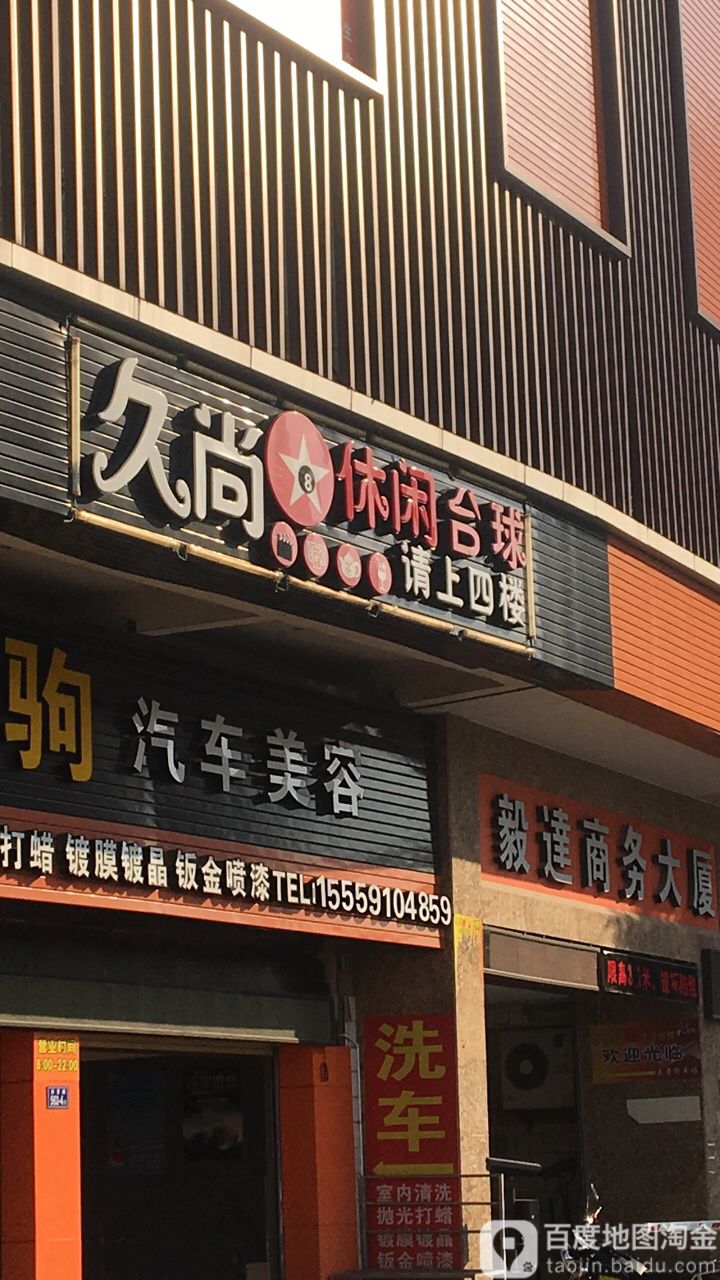 久尚 8 休闲台球
请上四楼
驹 汽车美容
打蜡 镀膜镀晶 钣金喷漆TEL:15559104859
毅達商务大厦
欢迎光临
营业时间
8:00-22:00
洗车
室内清洗
抛光打蜡
镀膜镀晶
钣金喷漆
百度地图淘金
taojin.baidu.com